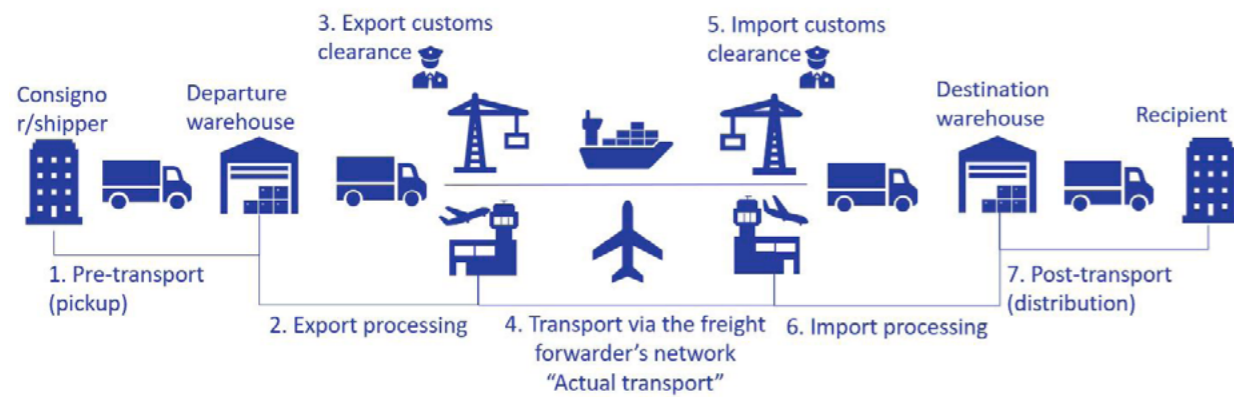 3. Export customs
clearance
5. Import customs
clearance
Consigno
r/shipper
Departure
warehouse
Destination
warehouse
Recipient
1. Pre-transport
(pickup)
2. Export processing
4. Transport via the freight
forwarder’s network
“Actual transport”
6. Import processing
7. Post-transport
(distribution)